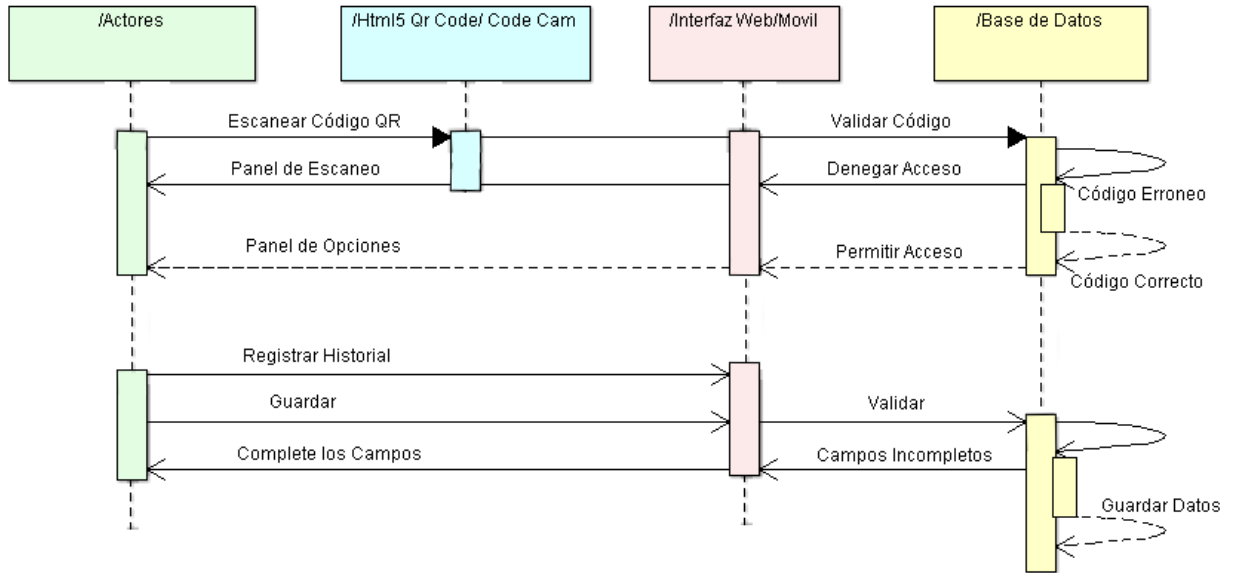 /Actores
/Html5 Qr Code/ Code Cam
/Interfaz Web/Movil
/Base de Datos
Escanear Código QR
Validar Código
Panel de Escaneo
Denegar Acceso
Código Erroneo
Panel de Opciones
Permitir Acceso
Código Correcto
Registrar Historial
Guardar
Validar
Complete los Campos
Campos Incompletos
Guardar Datos